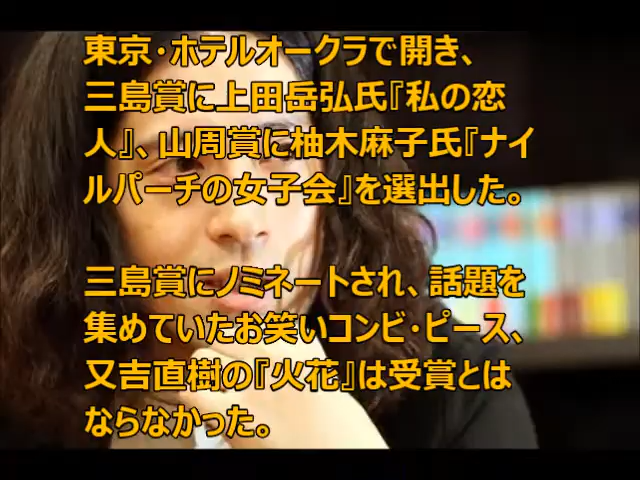 東京・ホテルオークラで開き、
三島賞に上田岳弘氏『私の恋
人』、山周賞に柚木麻子氏『ナイ
ルパーチの女子会』を選出した。
三島賞にノミネートされ、話題を
集めていたお笑いコンビ・ピース、
又吉直樹の『火花』は受賞とは
ならなかった。